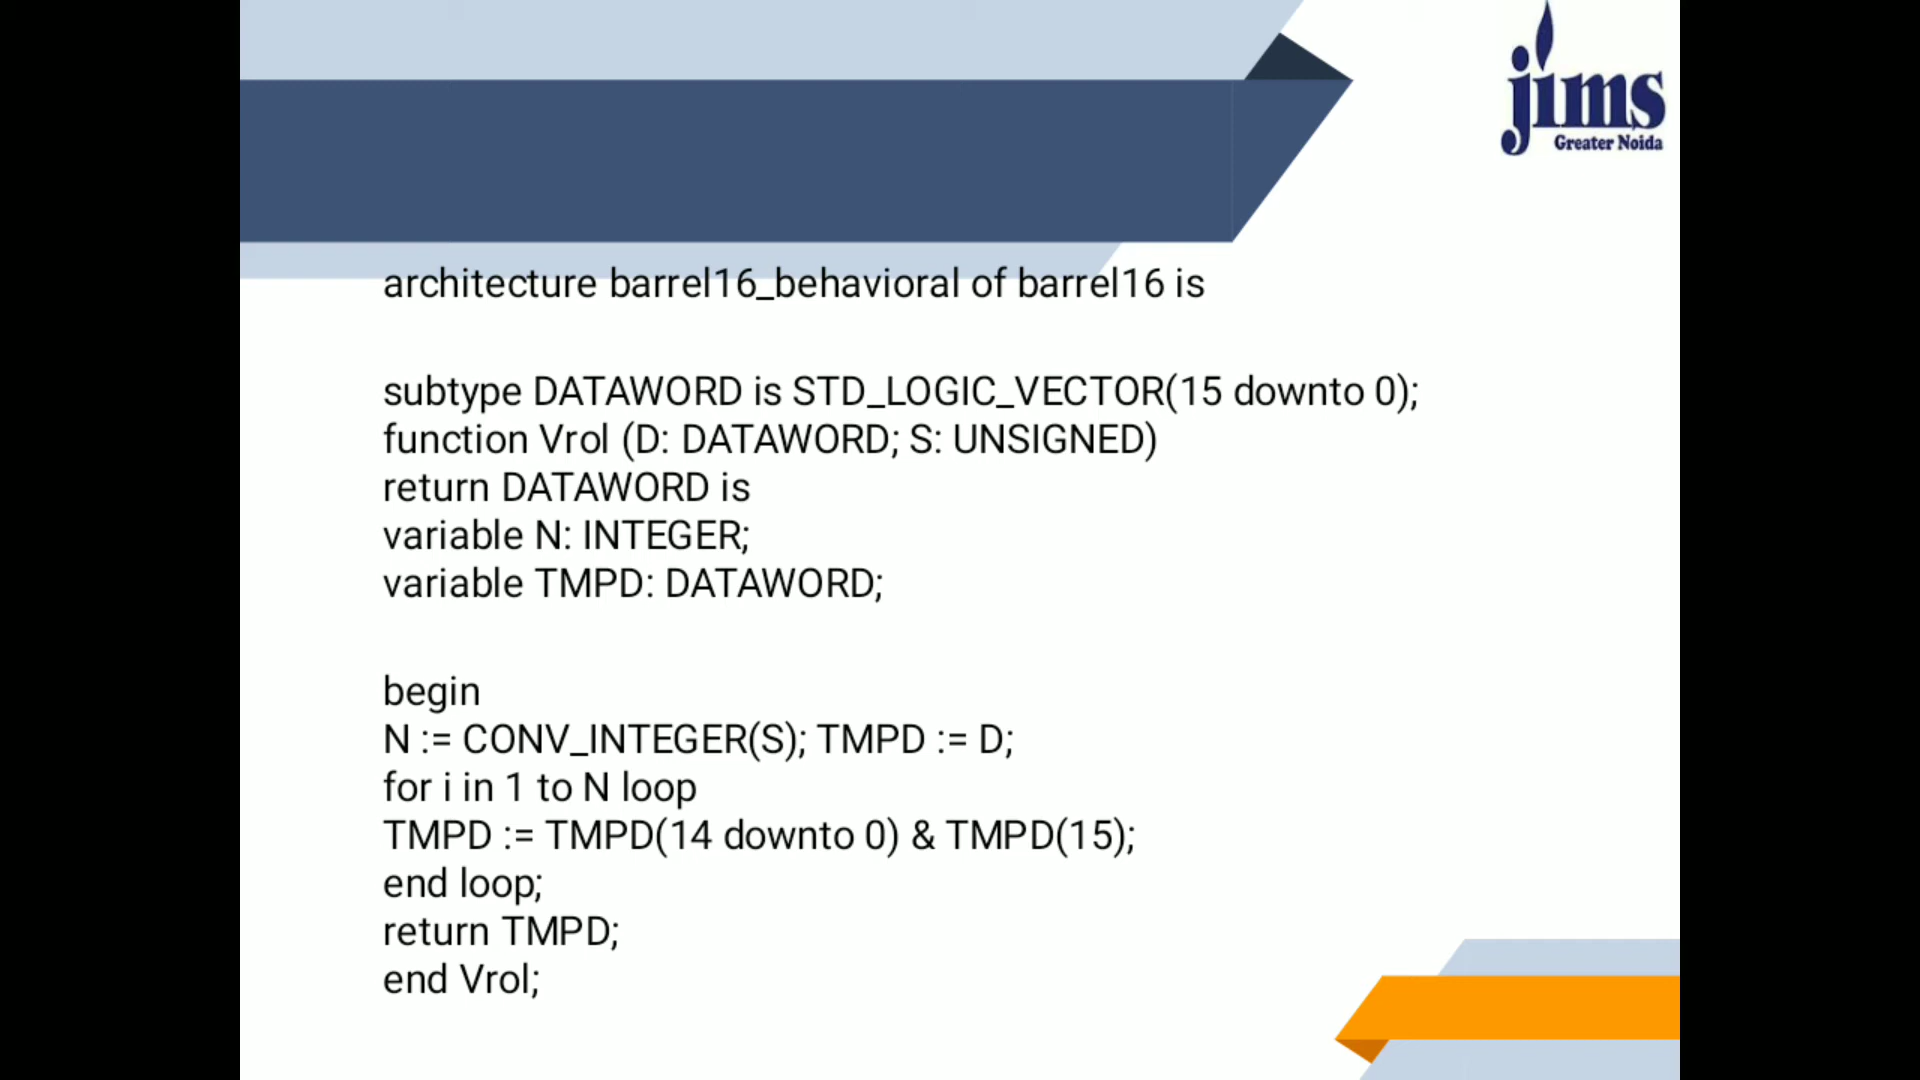 jims
Greater Noida
architecture barrel16_behavioral of barrel16 is
subtype DATAWORD is STD_LOGIC_VECTOR(15 downto 0);
function Vrol (D: DATAWORD; S: UNSIGNED)
return DATAWORD is
variable N: INTEGER;
variable TMPD: DATAWORD;
begin
N := CONV_INTEGER(S); TMPD := D;
for i in 1 to N loop
TMPD := TMPD(14 downto 0) & TMPD(15);
end loop;
return TMPD;
end Vrol;